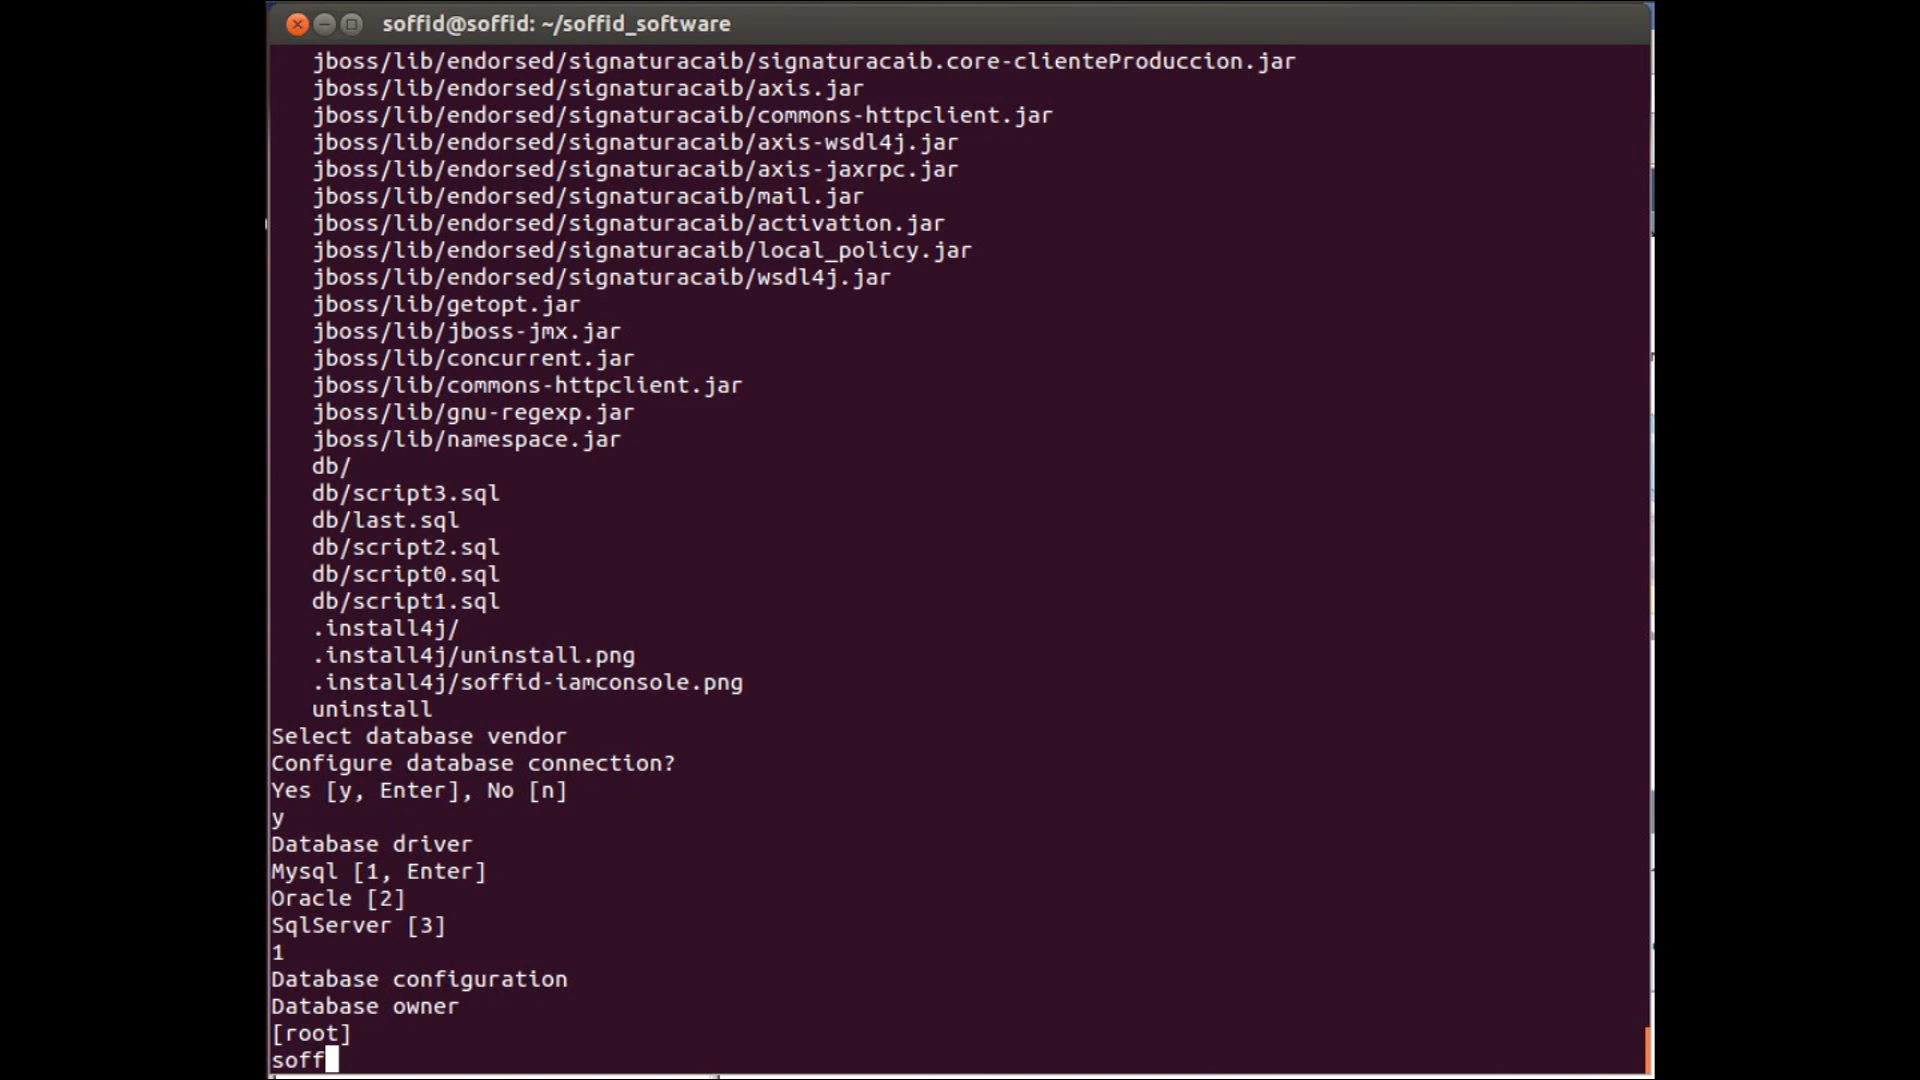 soffid@soffid: ~/soffid_software
jboss/lib/endorsed/signaturacaib/signaturacaib.core-clienteProduccion.jar
jboss/lib/endorsed/signaturacaib/axis.jar
jboss/lib/endorsed/signaturacaib/commons-httpclient.jar
jboss/lib/endorsed/signaturacaib/axis-wsdl4j.jar
jboss/lib/endorsed/signaturacaib/axis-jaxrpc.jar
jboss/lib/endorsed/signaturacaib/mail.jar
jboss/lib/endorsed/signaturacaib/activation.jar
jboss/lib/endorsed/signaturacaib/local_policy.jar
jboss/lib/endorsed/signaturacaib/wsdl4j.jar
jboss/lib/getopt.jar
jboss/lib/jboss-jmx.jar
jboss/lib/concurrent.jar
jboss/lib/commons-httpclient.jar
jboss/lib/gnu-regexp.jar
jboss/lib/namespace.jar
db/
db/script3.sql
db/last.sql
db/script2.sql
db/script0.sql
db/script1.sql
.install4j/
.install4j/uninstall.png
.install4j/soffid-iamconsole.png
uninstall
Select database vendor
Configure database connection?
Yes [y, Enter], No [n]
y
Database driver
Mysql [1, Enter]
Oracle [2]
SqlServer [3]
1
Database configuration
Database owner
[root]
soff